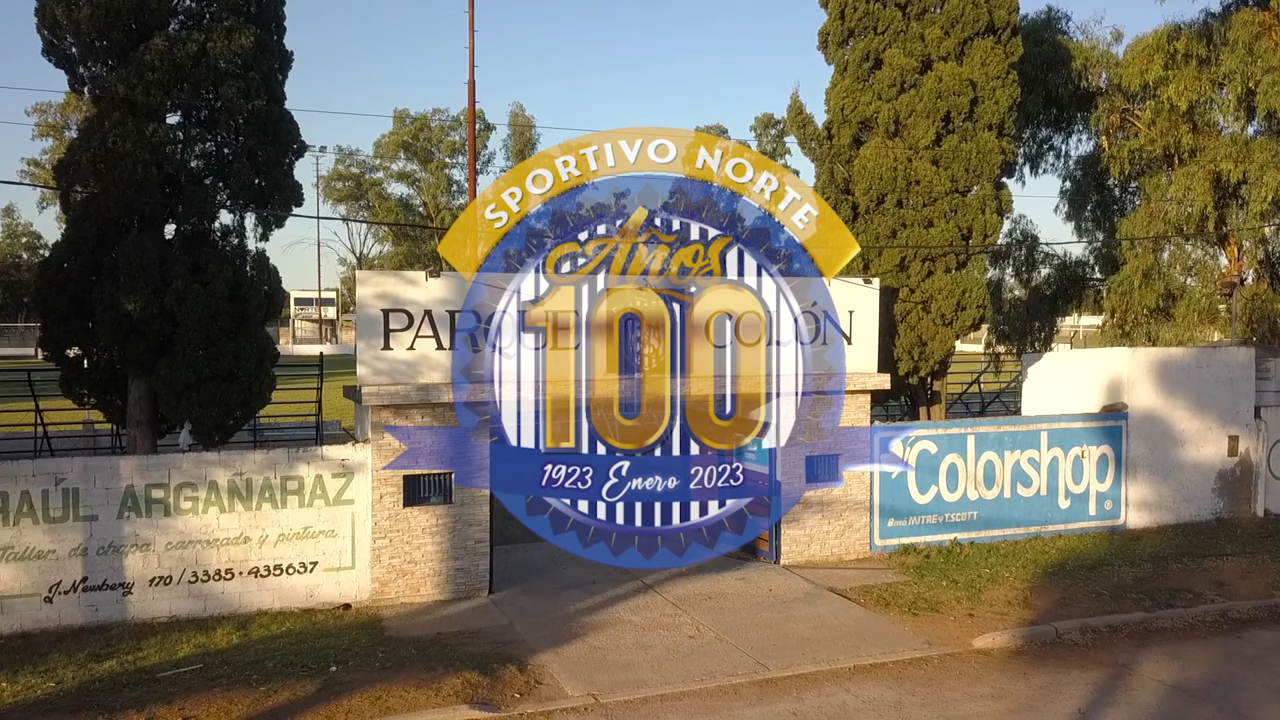 SPORTIVO NORTE
Años
100
1923 Enero 2023
PARQUE COLÓN
RAÚL ARGAÑARAZ
Taller de chapa, carrozado y pintura.
J. Newbery 170 / 3385 - 435637
Colorshop ®
Bmé MITRE Y T.SCOTT